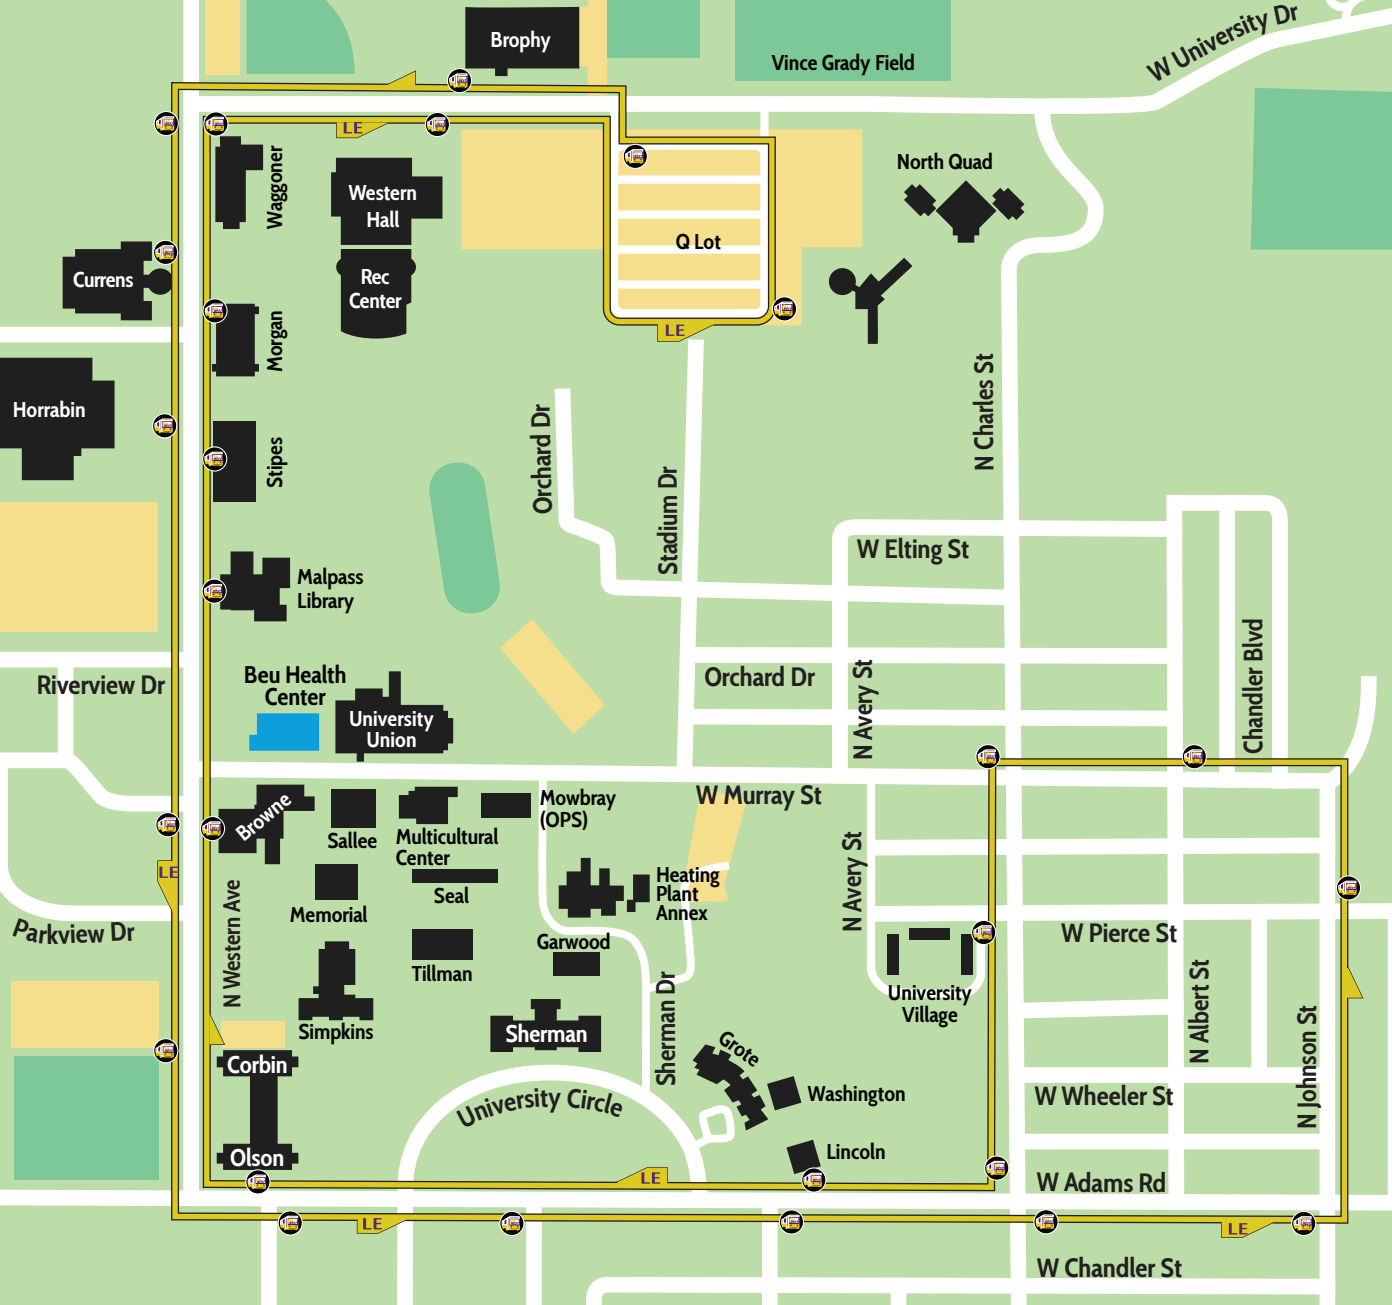 W University Dr
Brophy
Vince Grady Field
LE
Waggoner
Western
Hall
North Quad
Q Lot
Currens
Rec
Center
LE
Morgan
Horrabin
N Charles St
Orchard Dr
Stipes
Stadium Dr
W Elting St
Malpass
Library
Chandler Blvd
Riverview Dr
Beu Health
Center
Orchard Dr
N Avery St
University
Union
W Murray St
Browne
Sallee
Multicultural
Center
Mowbray
(OPS)
N Avery St
LE
Memorial
Seal
Heating
Plant
Annex
Parkview Dr
N Western Ave
Tillman
Garwood
W Pierce St
University
Village
N Albert St
Simpkins
Sherman
Sherman Dr
N Johnson St
Grote
Corbin
University Circle
Washington
W Wheeler St
Olson
Lincoln
LE
W Adams Rd
LE
LE
W Chandler St